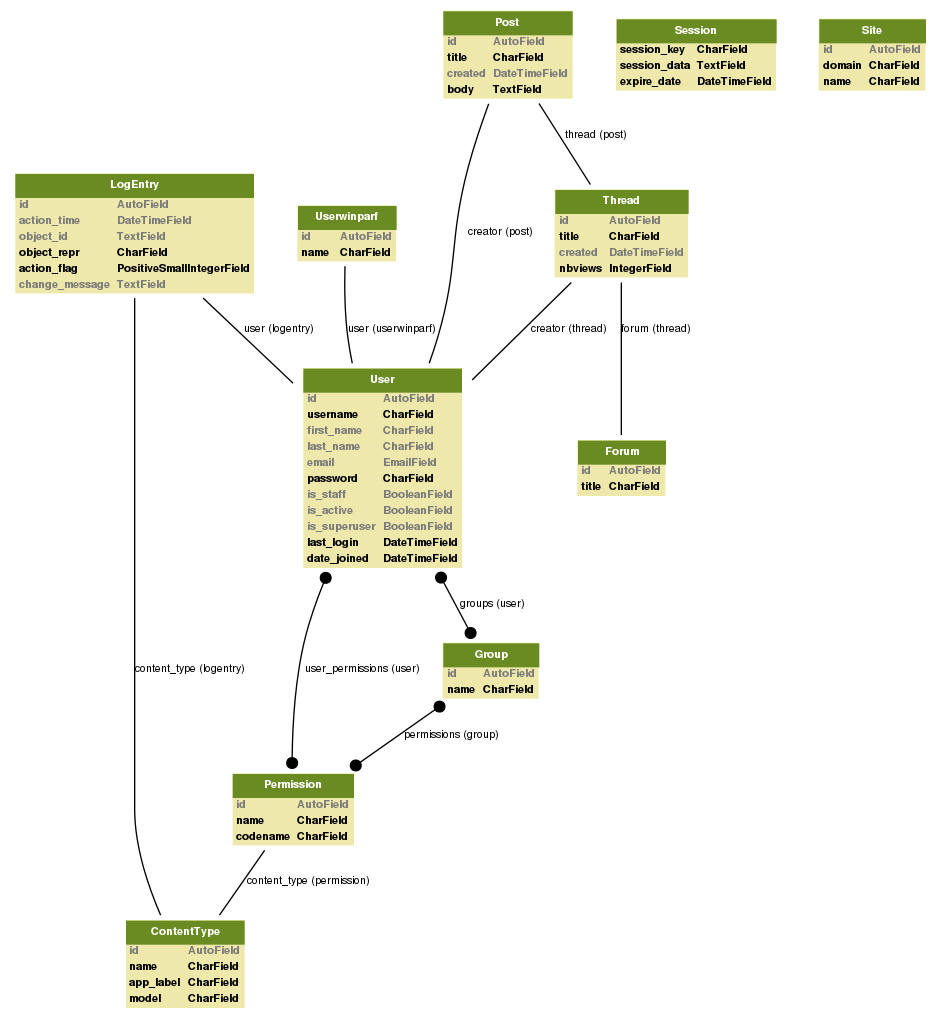 Post
id AutoField
title CharField
created DateTimeField
body TextField
Session
session_key CharField
session_data TextField
expire_date DateTimeField
Site
id AutoField
domain CharField
name CharField
thread (post)
LogEntry
id AutoField
action_time DateTimeField
object_id TextField
object_repr CharField
action_flag PositiveSmallIntegerField
change_message TextField
Userwinparf
id AutoField
name CharField
creator (post)
Thread
id AutoField
title CharField
created DateTimeField
nbviews IntegerField
user (logentry)
user (userwinparf)
creator (thread)
forum (thread)
User
id AutoField
username CharField
first_name CharField
last_name CharField
email EmailField
password CharField
is_staff BooleanField
is_active BooleanField
is_superuser BooleanField
last_login DateTimeField
date_joined DateTimeField
Forum
id AutoField
title CharField
groups (user)
content_type (logentry)
user_permissions (user)
Group
id AutoField
name CharField
permissions (group)
Permission
id AutoField
name CharField
codename CharField
content_type (permission)
ContentType
id AutoField
name CharField
app_label CharField
model CharField